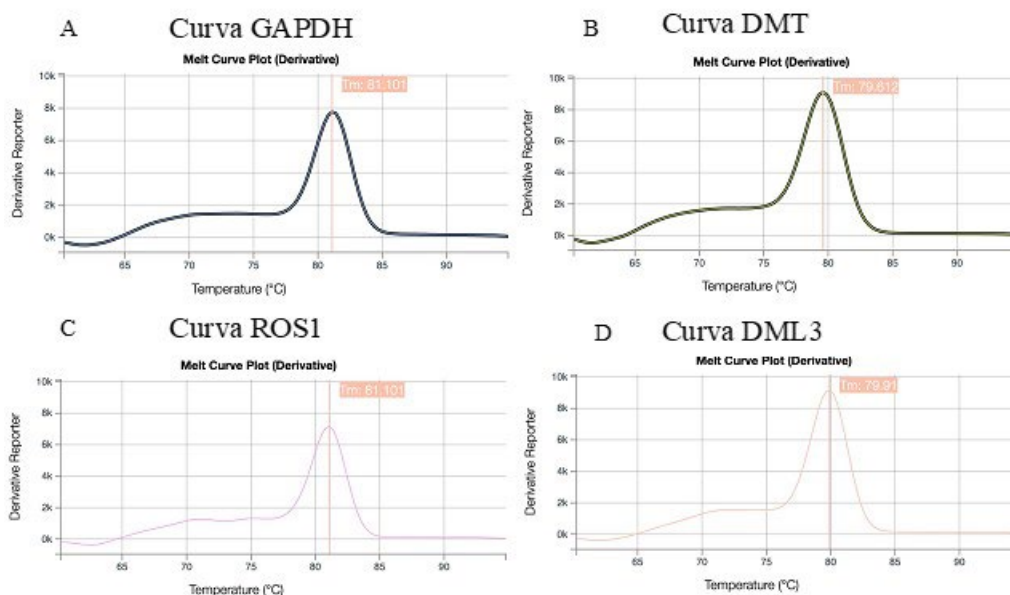 A
Curva GAPDH
Melt Curve Plot (Derivative)
Tm: 81.101
10k
8k
6k
4k
2k
0k
Derivative Reporter
65 70 75 80 85 90
Temperature (°C)
B
Curva DMT
Melt Curve Plot (Derivative)
Tm: 79.612
10k
8k
6k
4k
2k
0k
Derivative Reporter
65 70 75 80 85 90
Temperature (°C)
C
Curva ROS1
Melt Curve Plot (Derivative)
Tm: 81.101
10k
8k
6k
4k
2k
0k
Derivative Reporter
65 70 75 80 85 90
Temperature (°C)
D
Curva DML3
Melt Curve Plot (Derivative)
Tm: 79.91
10k
8k
6k
4k
2k
0k
Derivative Reporter
65 70 75 80 85 90
Temperature (°C)